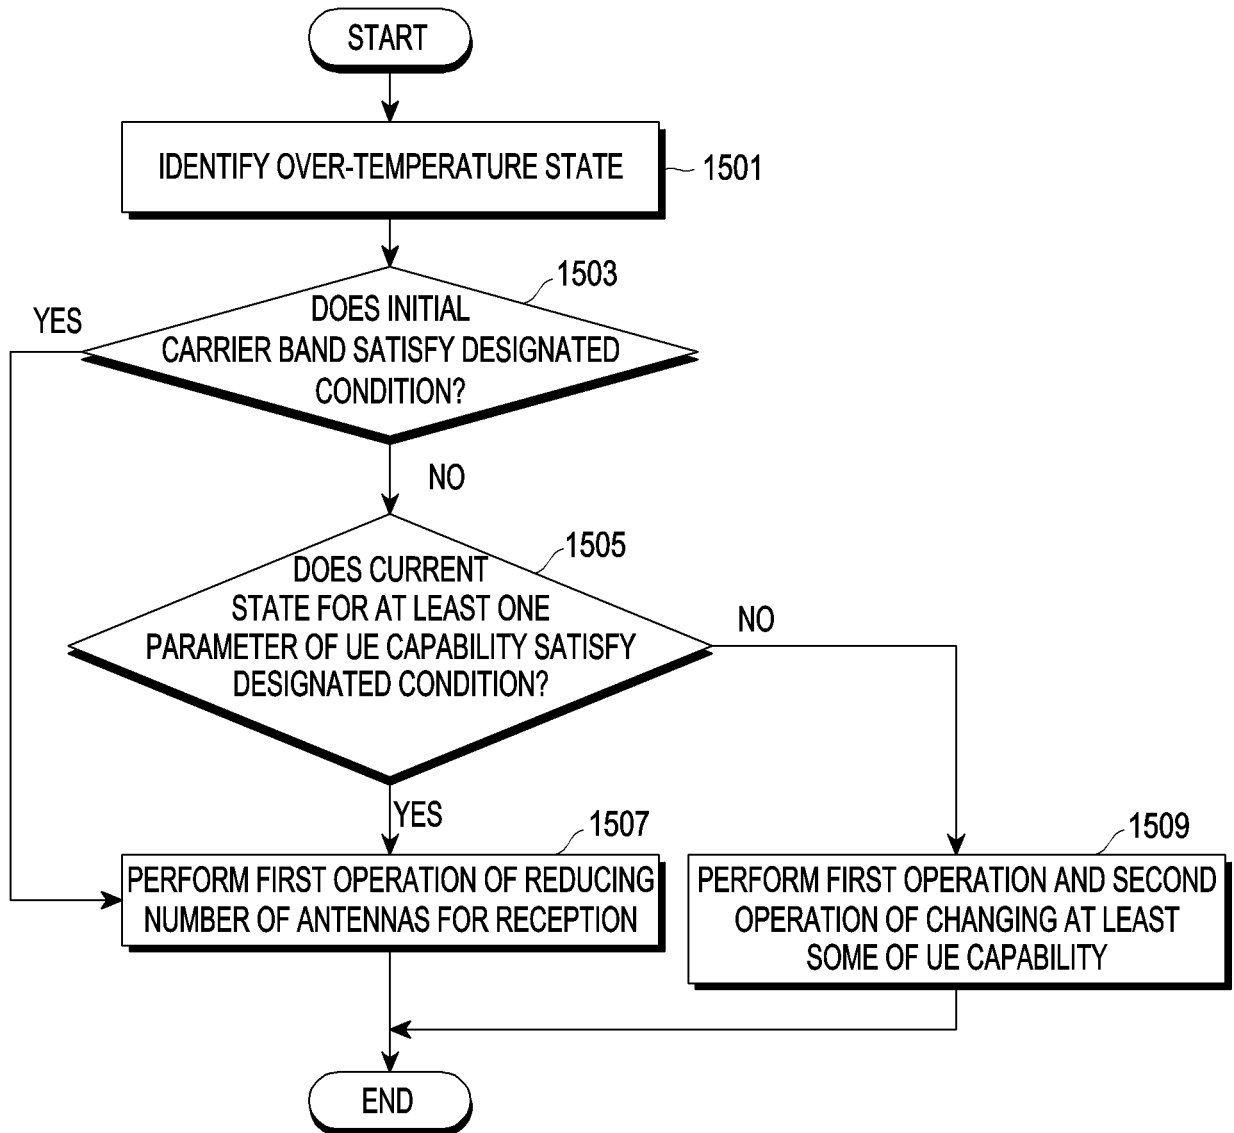 START
IDENTIFY OVER-TEMPERATURE STATE
1501
1503
YES
DOES INITIAL
CARRIER BAND SATISFY DESIGNATED
CONDITION?
NO
1505
DOES CURRENT
STATE FOR AT LEAST ONE
PARAMETER OF UE CAPABILITY SATISFY
DESIGNATED CONDITION?
NO
YES
1507
PERFORM FIRST OPERATION OF REDUCING
NUMBER OF ANTENNAS FOR RECEPTION
1509
PERFORM FIRST OPERATION AND SECOND
OPERATION OF CHANGING AT LEAST
SOME OF UE CAPABILITY
END